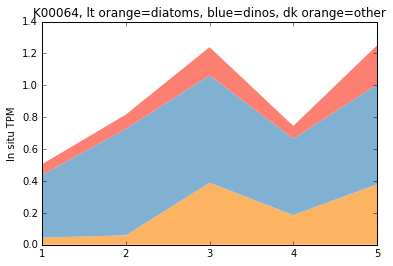 K00064, lt orange=diatoms, blue=dinos, dk orange=other
1.4
1.2
1.0
0.8
0.6
0.4
0.2
0.0
In situ TPM
1 2 3 4 5